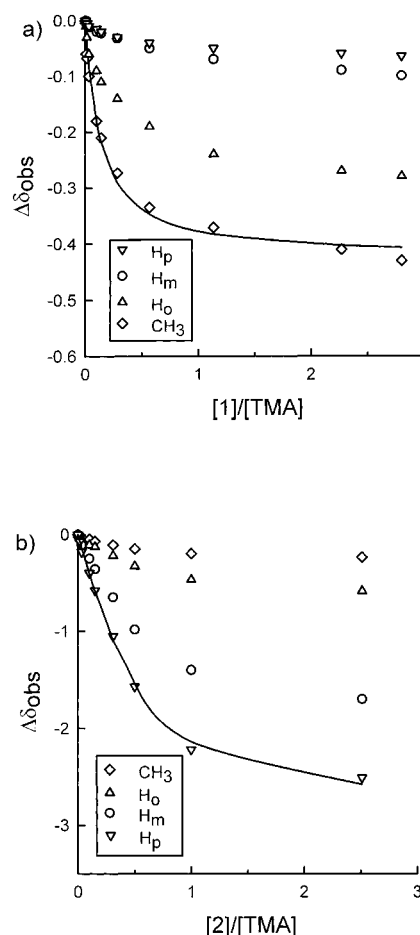 a)
0.0
-0.1
-0.2
-0.3
-0.4
-0.5
-0.6
Δδobs
▽ Hp
○ Hm
△ Ho
◇ CH3
0 1 2
[1]/[TMA]
b)
0
-1
-2
-3
Δδobs
◇ CH3
△ Ho
○ Hm
▽ Hp
0 1 2 3
[2]/[TMA]